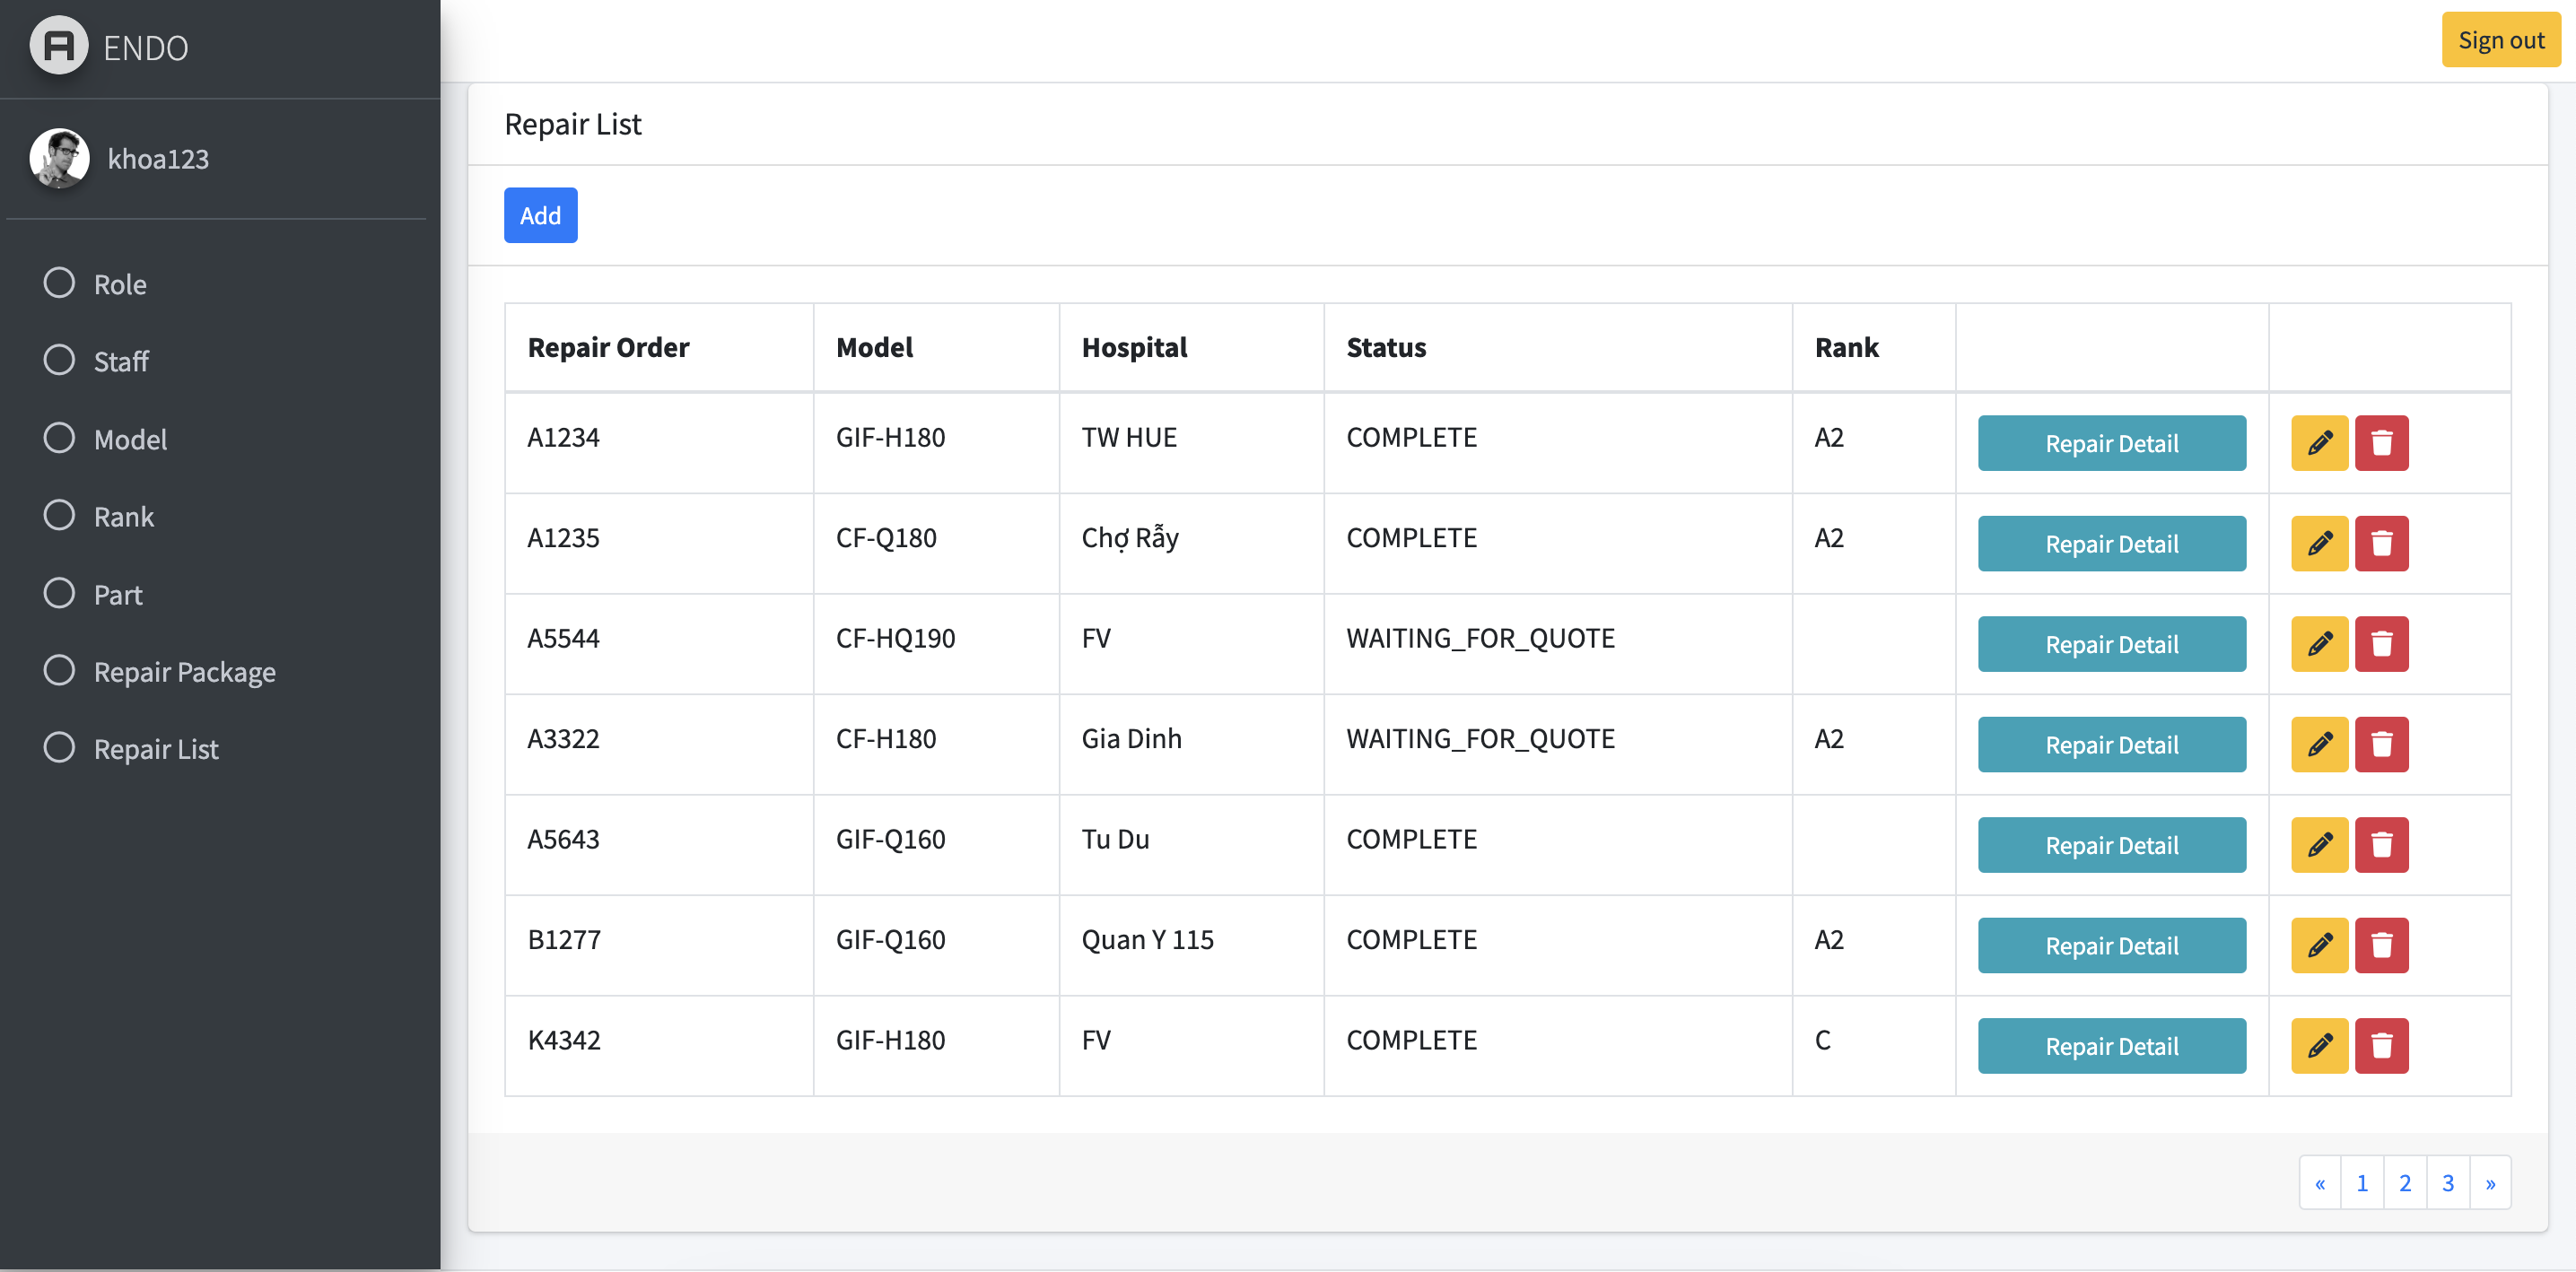 ENDO
Sign out
khoa123
Role
Staff
Model
Rank
Part
Repair Package
Repair List
Repair List
Add
Repair Order Model Hospital Status Rank
A1234 GIF-H180 TW HUE COMPLETE A2 Repair Detail
A1235 CF-Q180 Chợ Rẫy COMPLETE A2 Repair Detail
A5544 CF-HQ190 FV WAITING_FOR_QUOTE Repair Detail
A3322 CF-H180 Gia Dinh WAITING_FOR_QUOTE A2 Repair Detail
A5643 GIF-Q160 Tu Du COMPLETE Repair Detail
B1277 GIF-Q160 Quan Y 115 COMPLETE A2 Repair Detail
K4342 GIF-H180 FV COMPLETE C Repair Detail
« 1 2 3 »